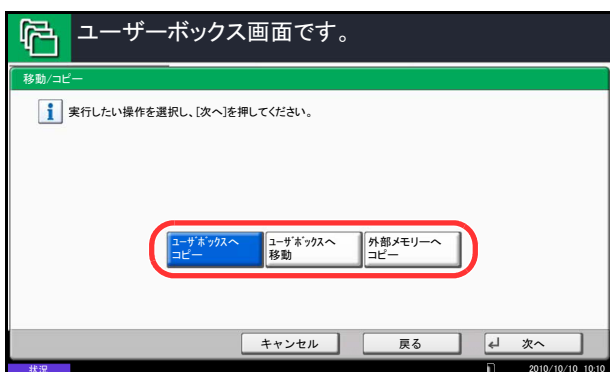 ユーザーボックス画面です。
移動/コピー
実行したい操作を選択し、[次へ]を押してください。
ユーザボックスへ
コピー
ユーザボックスへ
移動
外部メモリーへ
コピー
キャンセル
戻る
次へ
状況
2010/10/10 10:10